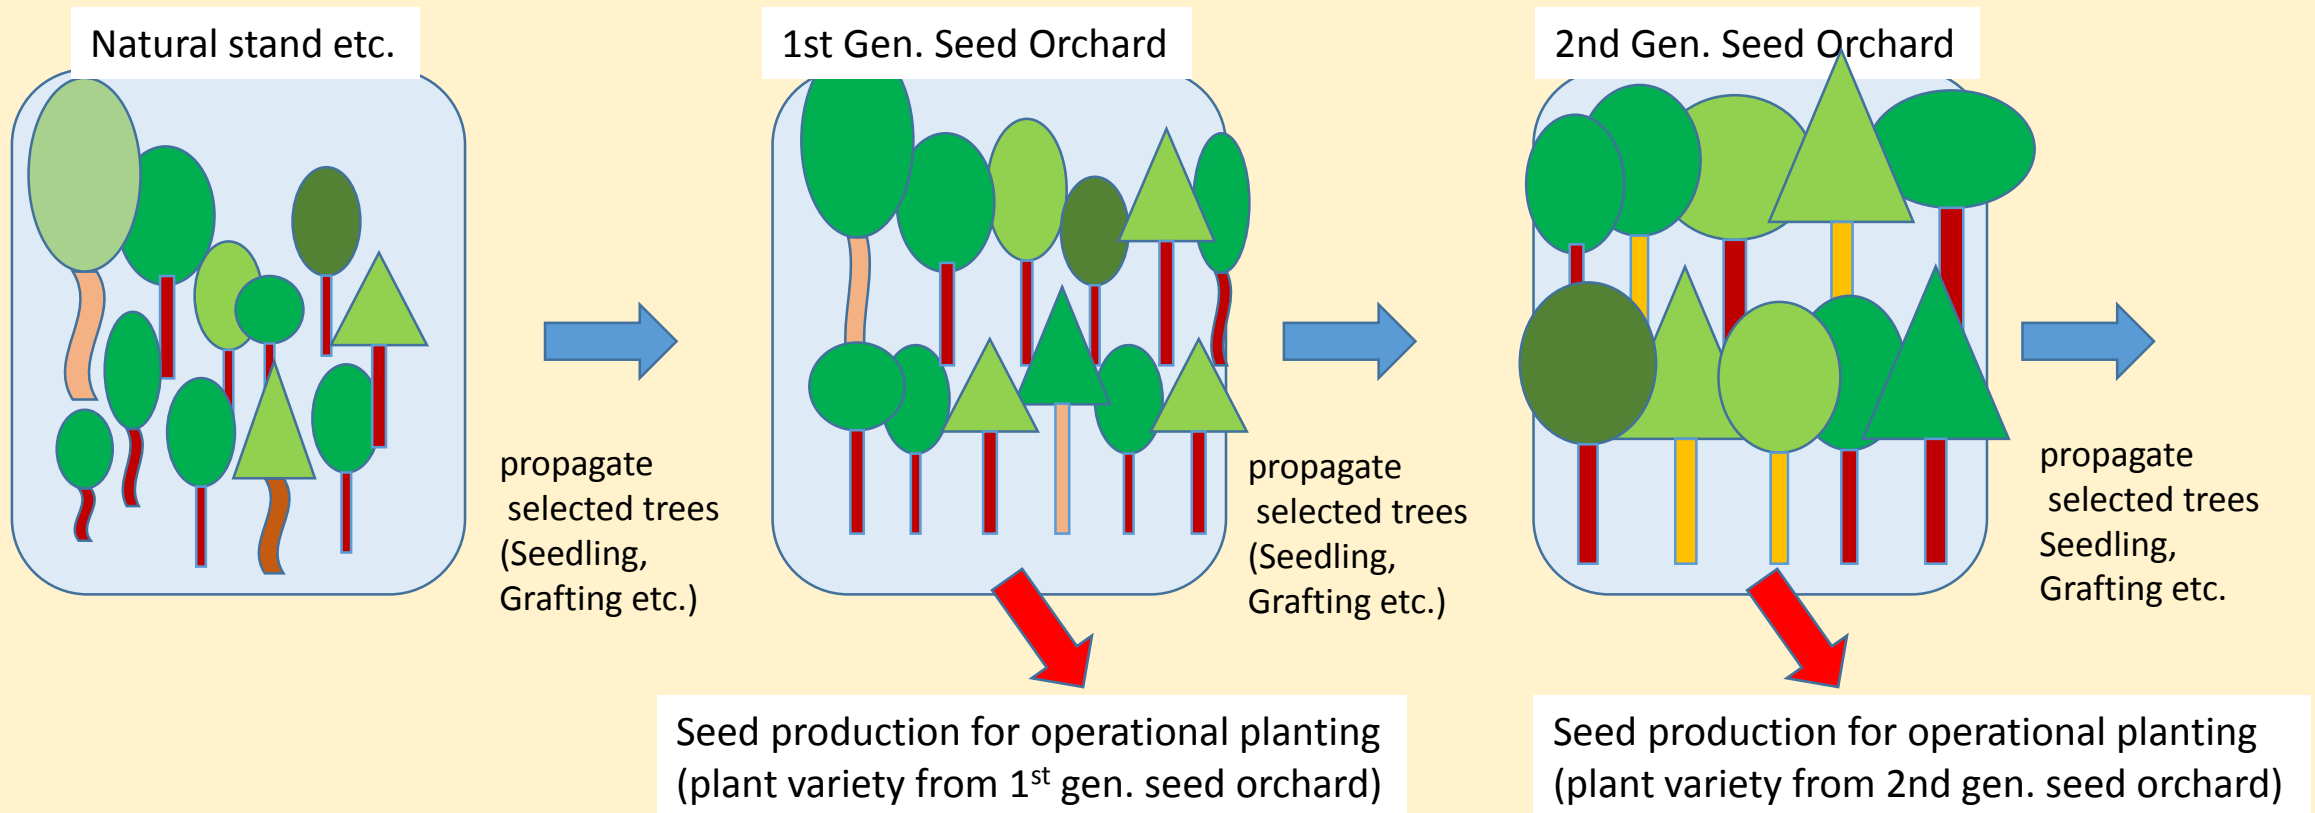 Natural stand etc.
1st Gen. Seed Orchard
2nd Gen. Seed Orchard
propagate
selected trees
(Seedling,
Grafting etc.)
propagate
selected trees
(Seedling,
Grafting etc.)
propagate
selected trees
Seedling,
Grafting etc.
Seed production for operational planting
(plant variety from 1st gen. seed orchard)
Seed production for operational planting
(plant variety from 2nd gen. seed orchard)